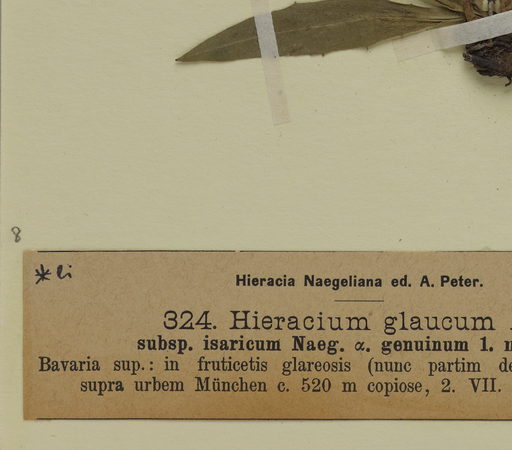 8
*li
Hieracia Naegeliana ed. A. Peter.
324. Hieracium glaucum
subsp. isaricum Naeg. α. genuinum 1.
Bavaria sup.: in fruticetis glareosis (nunc partim de
supra urbem München c. 520 m copiose, 2. VII.